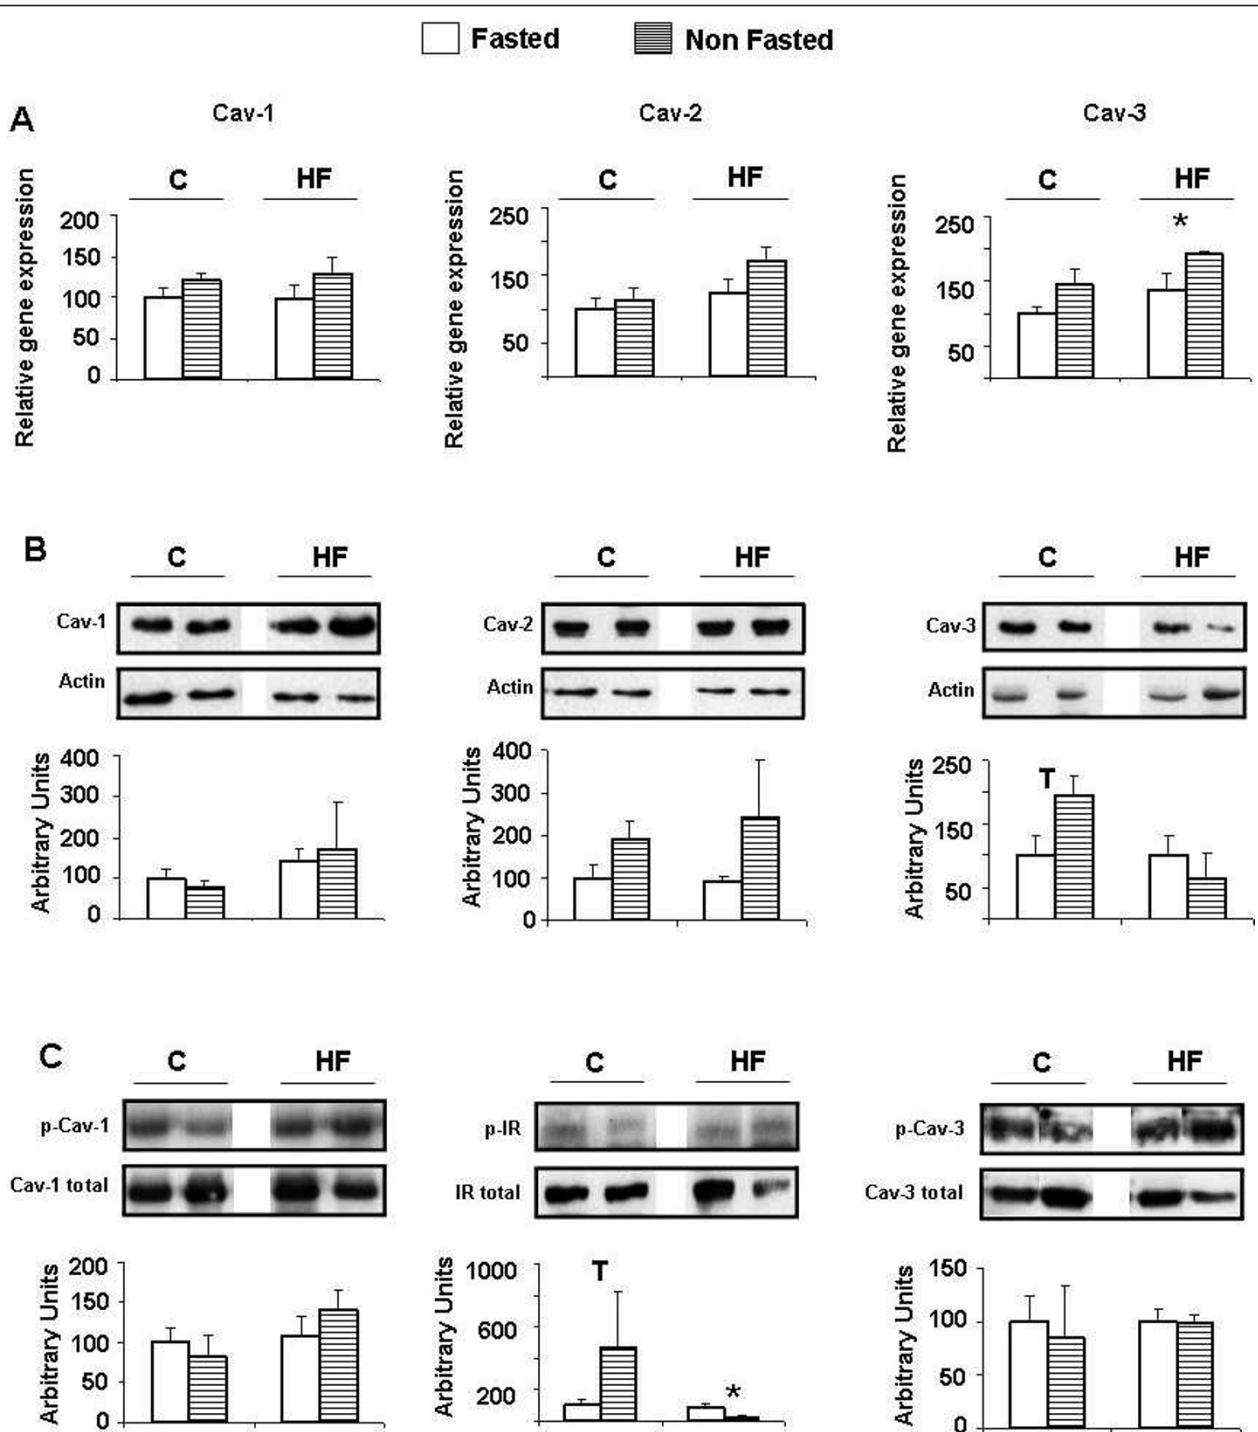 Fasted Non Fasted
A Cav-1 Cav-2 Cav-3
C HF C HF C HF
*
Relative gene expression
200
150
100
50
0
Relative gene expression
250
150
50
Relative gene expression
250
150
50
B
C HF C HF C HF
Cav-1 Cav-2 Cav-3
Actin Actin Actin
Arbitrary Units
400
300
200
100
0
Arbitrary Units
400
300
200
100
0
Arbitrary Units
250
150
50
T
C
C HF C HF C HF
p-Cav-1 p-IR p-Cav-3
Cav-1 total IR total Cav-3 total
Arbitrary Units
200
150
100
50
0
Arbitrary Units
1000
600
200
T
*
Arbitrary Units
150
100
50
0